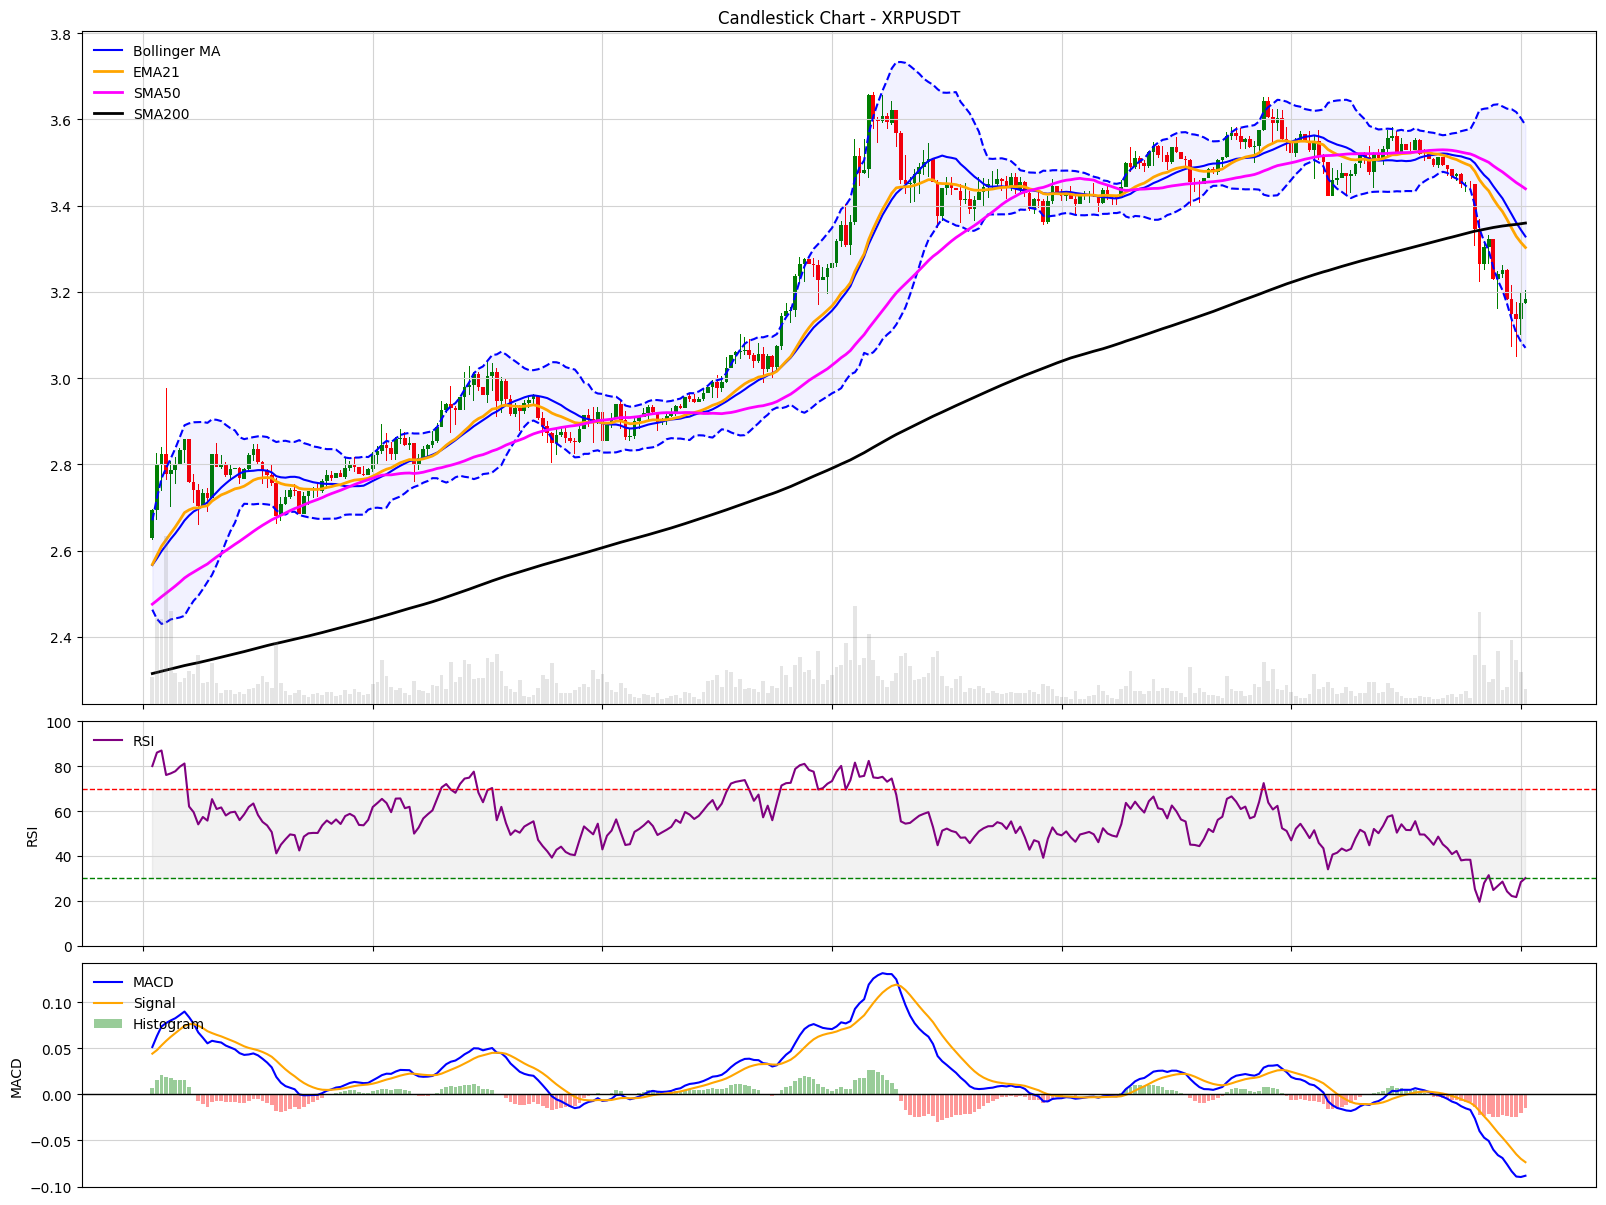 Candlestick Chart - XRPUSDT
3.8
3.6
3.4
3.2
3.0
2.8
2.6
2.4
Bollinger MA
EMA21
SMA50
SMA200
100
80
60
40
20
0
RSI
RSI
0.10
0.05
0.00
−0.05
−0.10
MACD
MACD
Signal
Histogram